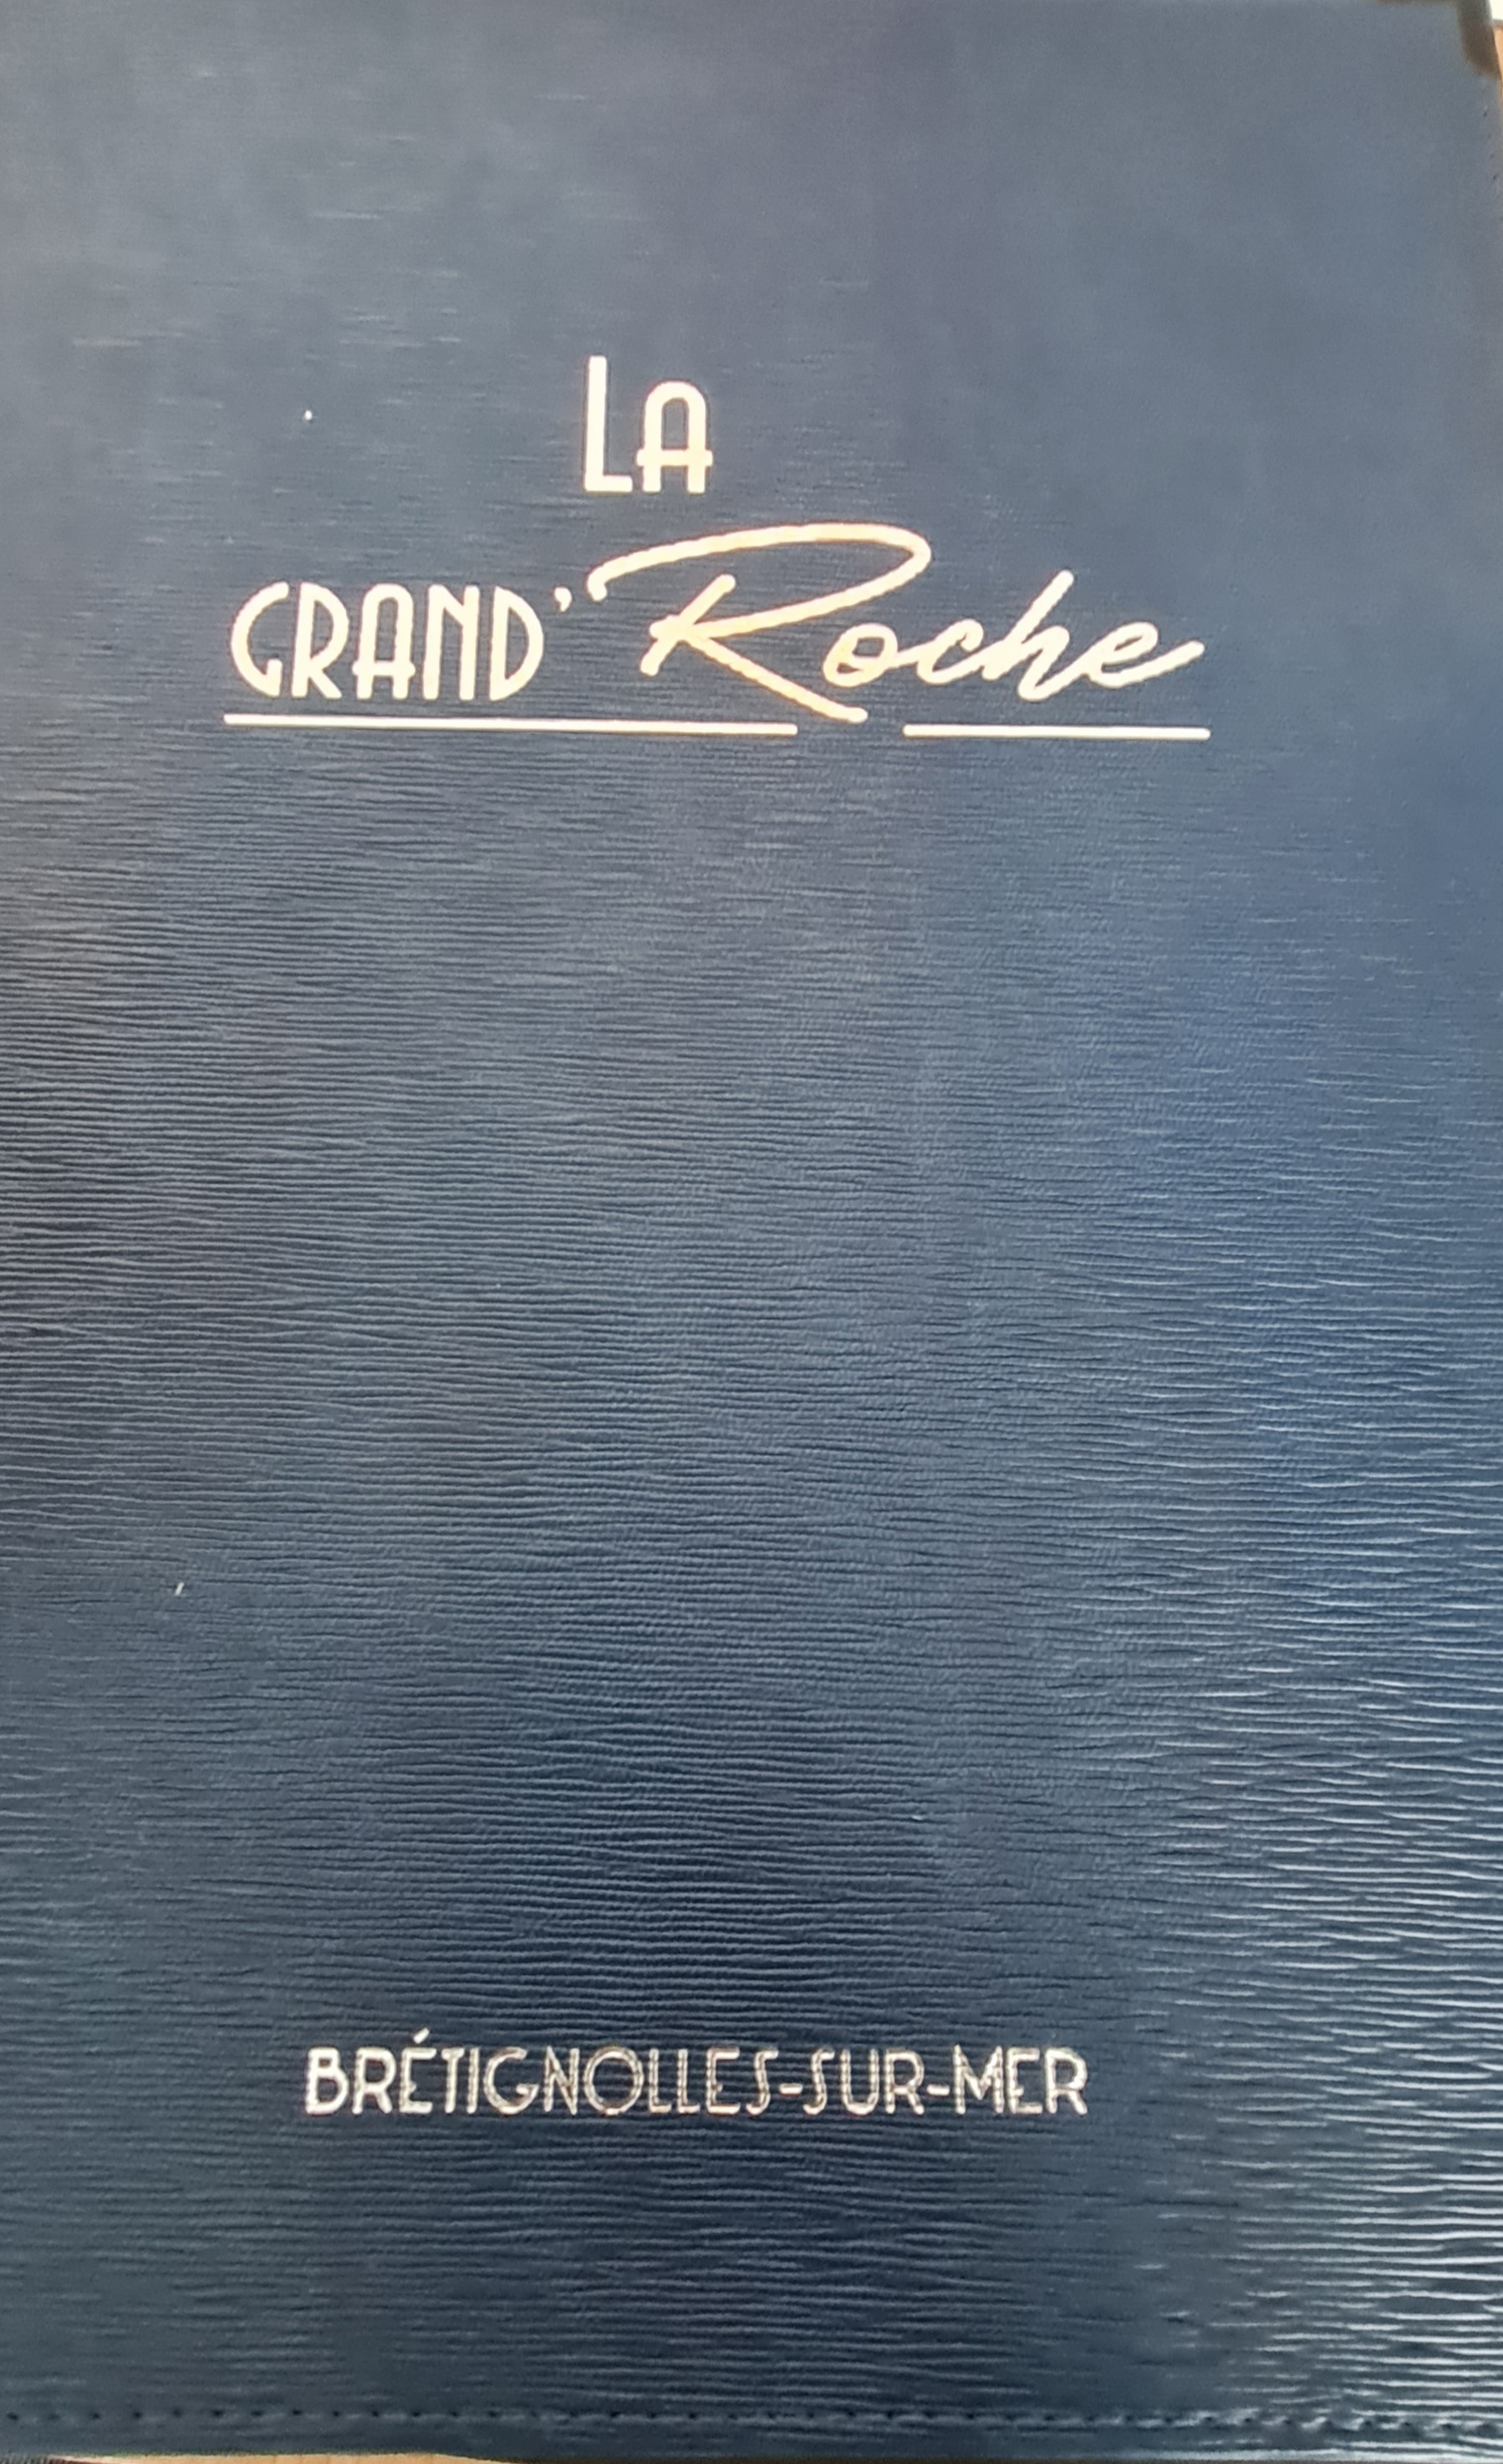 LA
GRAND' Roche
BRÉTIGNOLLES-SUR-MER